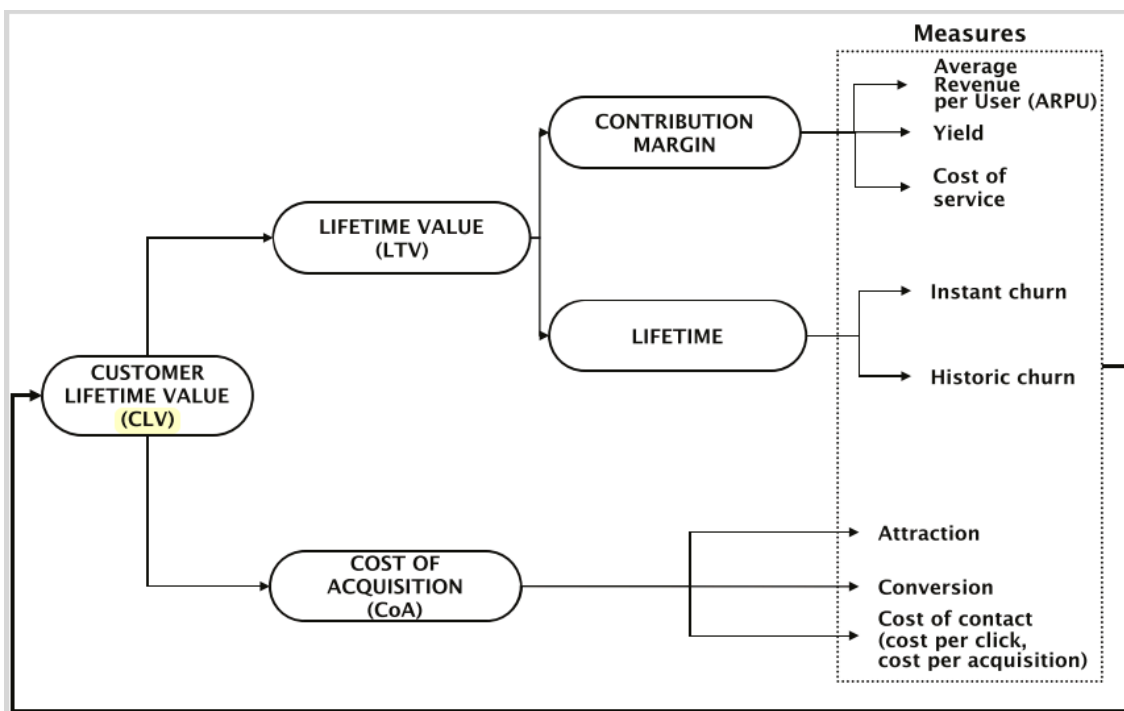 Measures
Average
Revenue
per User (ARPU)
CONTRIBUTION
MARGIN
Yield
Cost of
service
LIFETIME VALUE
(LTV)
Instant churn
LIFETIME
Historic churn
CUSTOMER
LIFETIME VALUE
(CLV)
Attraction
COST OF
ACQUISITION
(CoA)
Conversion
Cost of contact
(cost per click,
cost per acquisition)